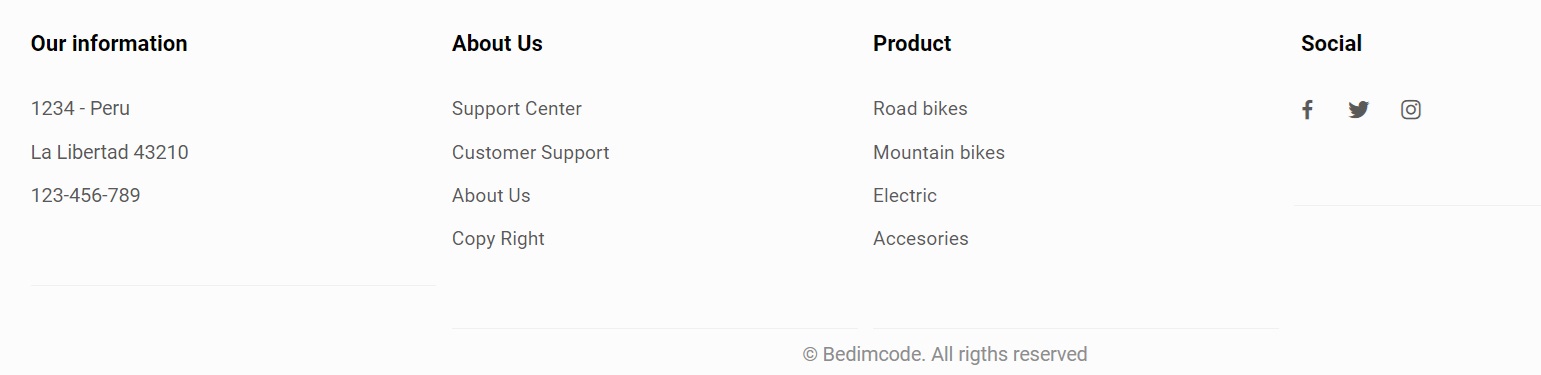 Our information
1234 - Peru
La Libertad 43210
123-456-789
About Us
Support Center
Customer Support
About Us
Copy Right
Product
Road bikes
Mountain bikes
Electric
Accesories
Social
© Bedimcode. All rigths reserved